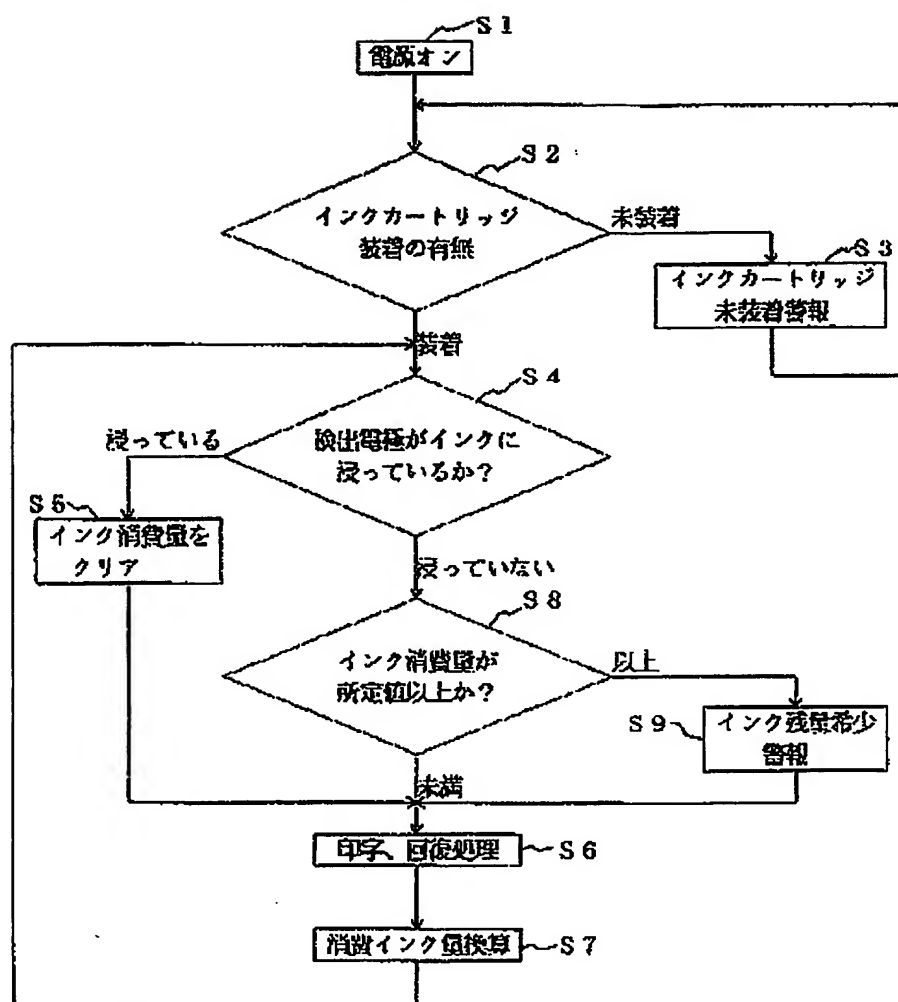 S1
電源オン
S2
インクカートリッジ
装着の有無
未装着
S3
インクカートリッジ
未装着警報
装着
S4
検出電極がインクに
浸っているか?
浸っている
S5
インク消費量を
クリア
浸っていない
S8
インク消費量が
所定値以上か?
以上
S9
インク残量希少
警報
未満
印字、回復処理
S6
消費インク量換算
S7